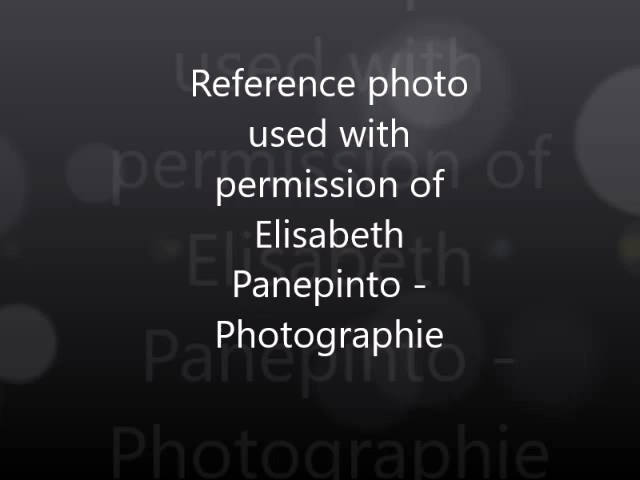 Reference photo
used with
permission of
Elisabeth
Panepinto -
Photographie